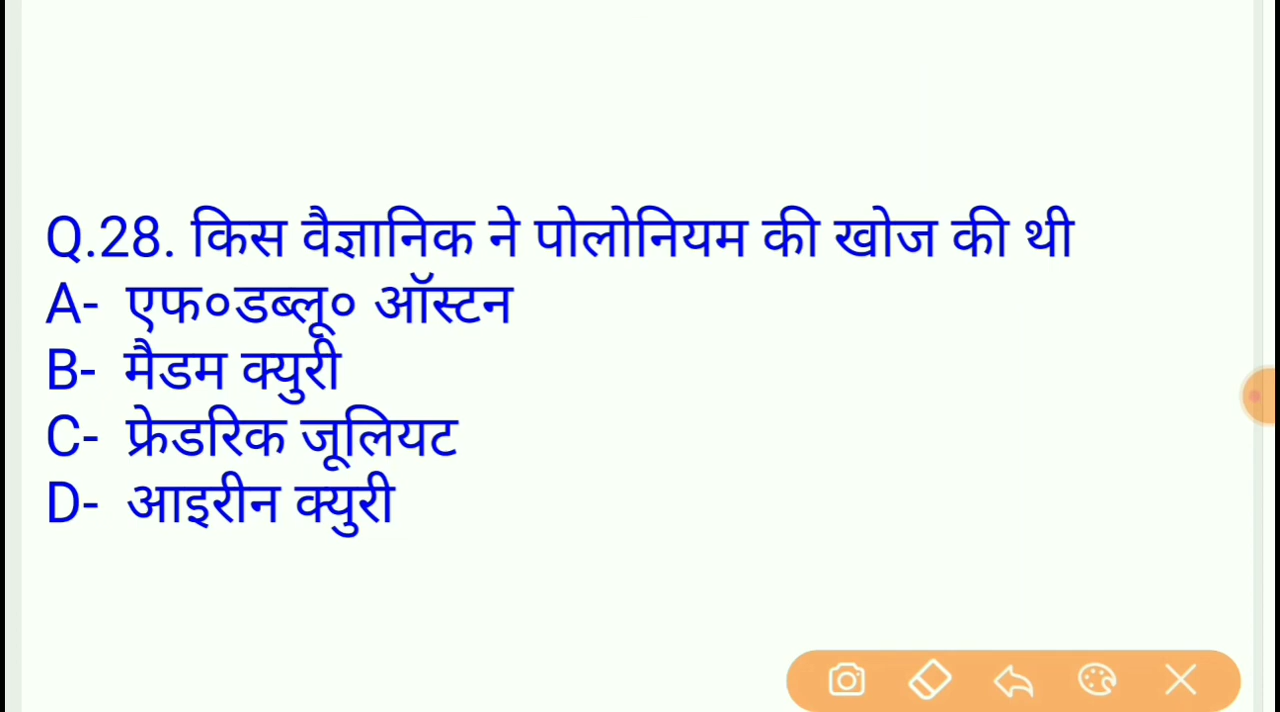 Q.28. किस वैज्ञानिक ने पोलोनियम की खोज की थी
A- एफ०डब्लू० ऑस्टन
B- मैडम क्युरी
C- फ्रेडरिक जूलियट
D- आइरीन क्युरी